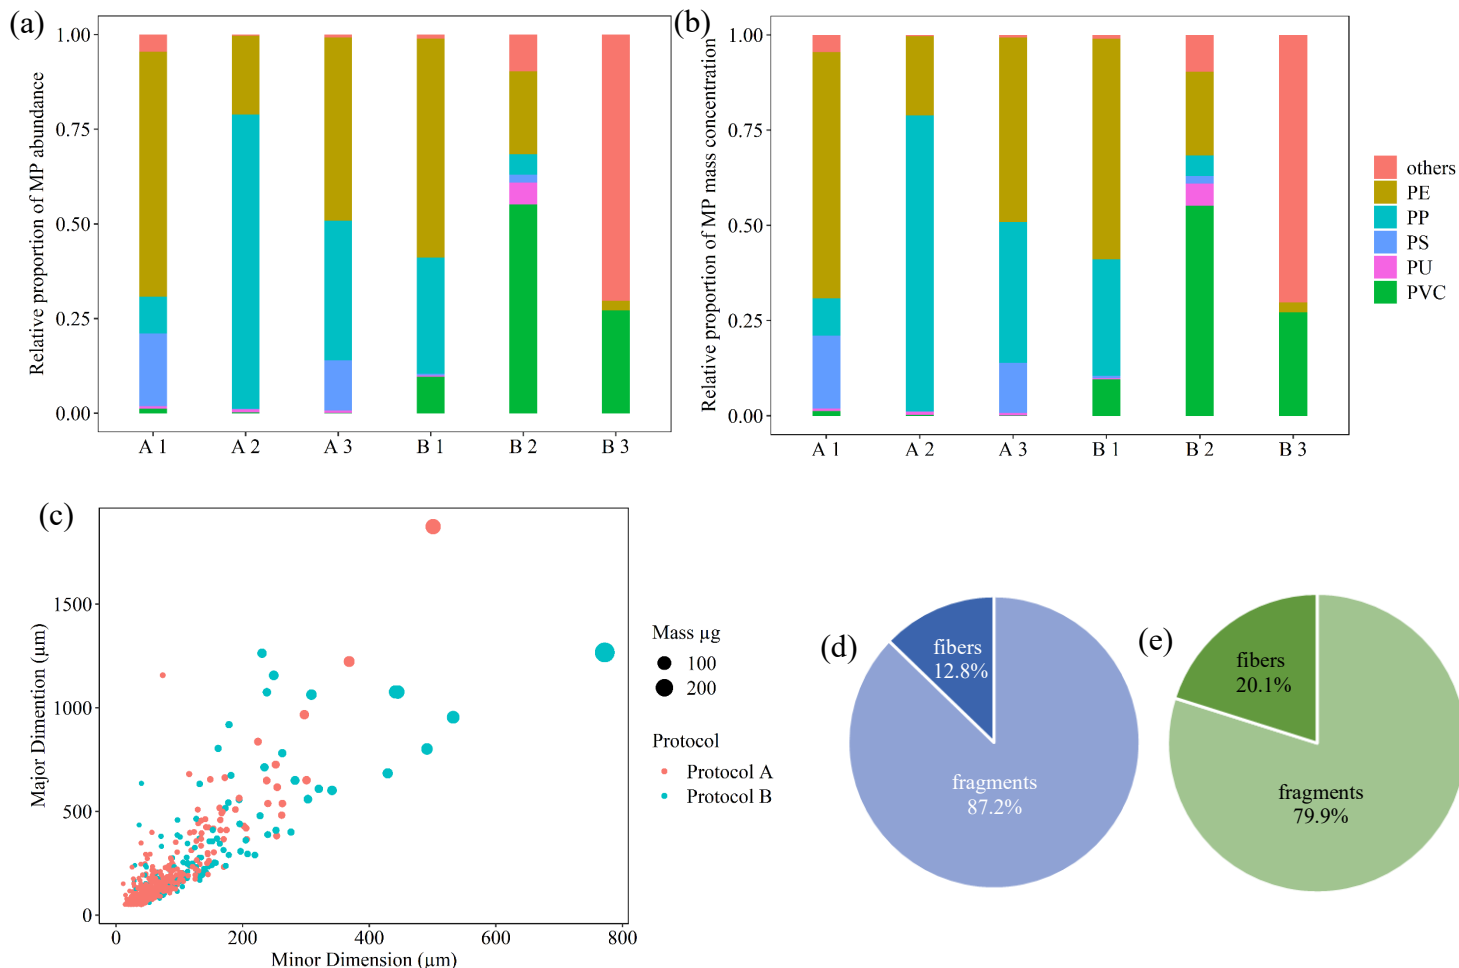 (a)
Relative proportion of MP abundance
1.00
0.75
0.50
0.25
0.00
A 1
A 2
A 3
B 1
B 2
B 3
(b)
Relative proportion of MP mass concentration
1.00
0.75
0.50
0.25
0.00
A 1
A 2
A 3
B 1
B 2
B 3
others
PE
PP
PS
PU
PVC
(c)
Major Dimention (μm)
1500
1000
500
0
0
200
400
600
800
Minor Dimension (μm)
Mass μg
100
200
Protocol
Protocol A
Protocol B
(d)
fibers
12.8%
fragments
87.2%
(e)
fibers
20.1%
fragments
79.9%